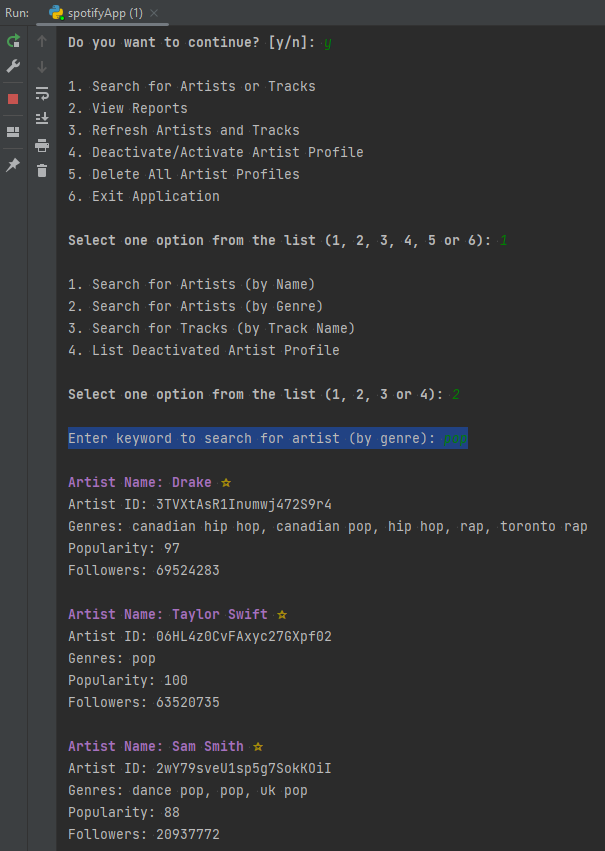 Run: spotifyApp (1)
Do you want to continue? [y/n]: y
1. Search for Artists or Tracks
2. View Reports
3. Refresh Artists and Tracks
4. Deactivate/Activate Artist Profile
5. Delete All Artist Profiles
6. Exit Application
Select one option from the list (1, 2, 3, 4, 5 or 6): 1
1. Search for Artists (by Name)
2. Search for Artists (by Genre)
3. Search for Tracks (by Track Name)
4. List Deactivated Artist Profile
Select one option from the list (1, 2, 3 or 4): 2
Enter keyword to search for artist (by genre): pop
Artist Name: Drake ☆
Artist ID: 3TVXtAsR1Inumwj472S9r4
Genres: canadian hip hop, canadian pop, hip hop, rap, toronto rap
Popularity: 97
Followers: 69524283
Artist Name: Taylor Swift ☆
Artist ID: 06HL4z0CvFAxyc27GXpf02
Genres: pop
Popularity: 100
Followers: 63520735
Artist Name: Sam Smith ☆
Artist ID: 2wY79sveU1sp5g7SokKOiI
Genres: dance pop, pop, uk pop
Popularity: 88
Followers: 20937772